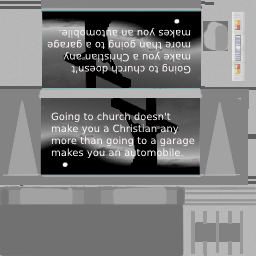 Going to church doesn't
make you a Christian any
more than going to a garage
makes you an automobile.
Going to church doesn't
make you a Christian any
more than going to a garage
makes you an automobile.